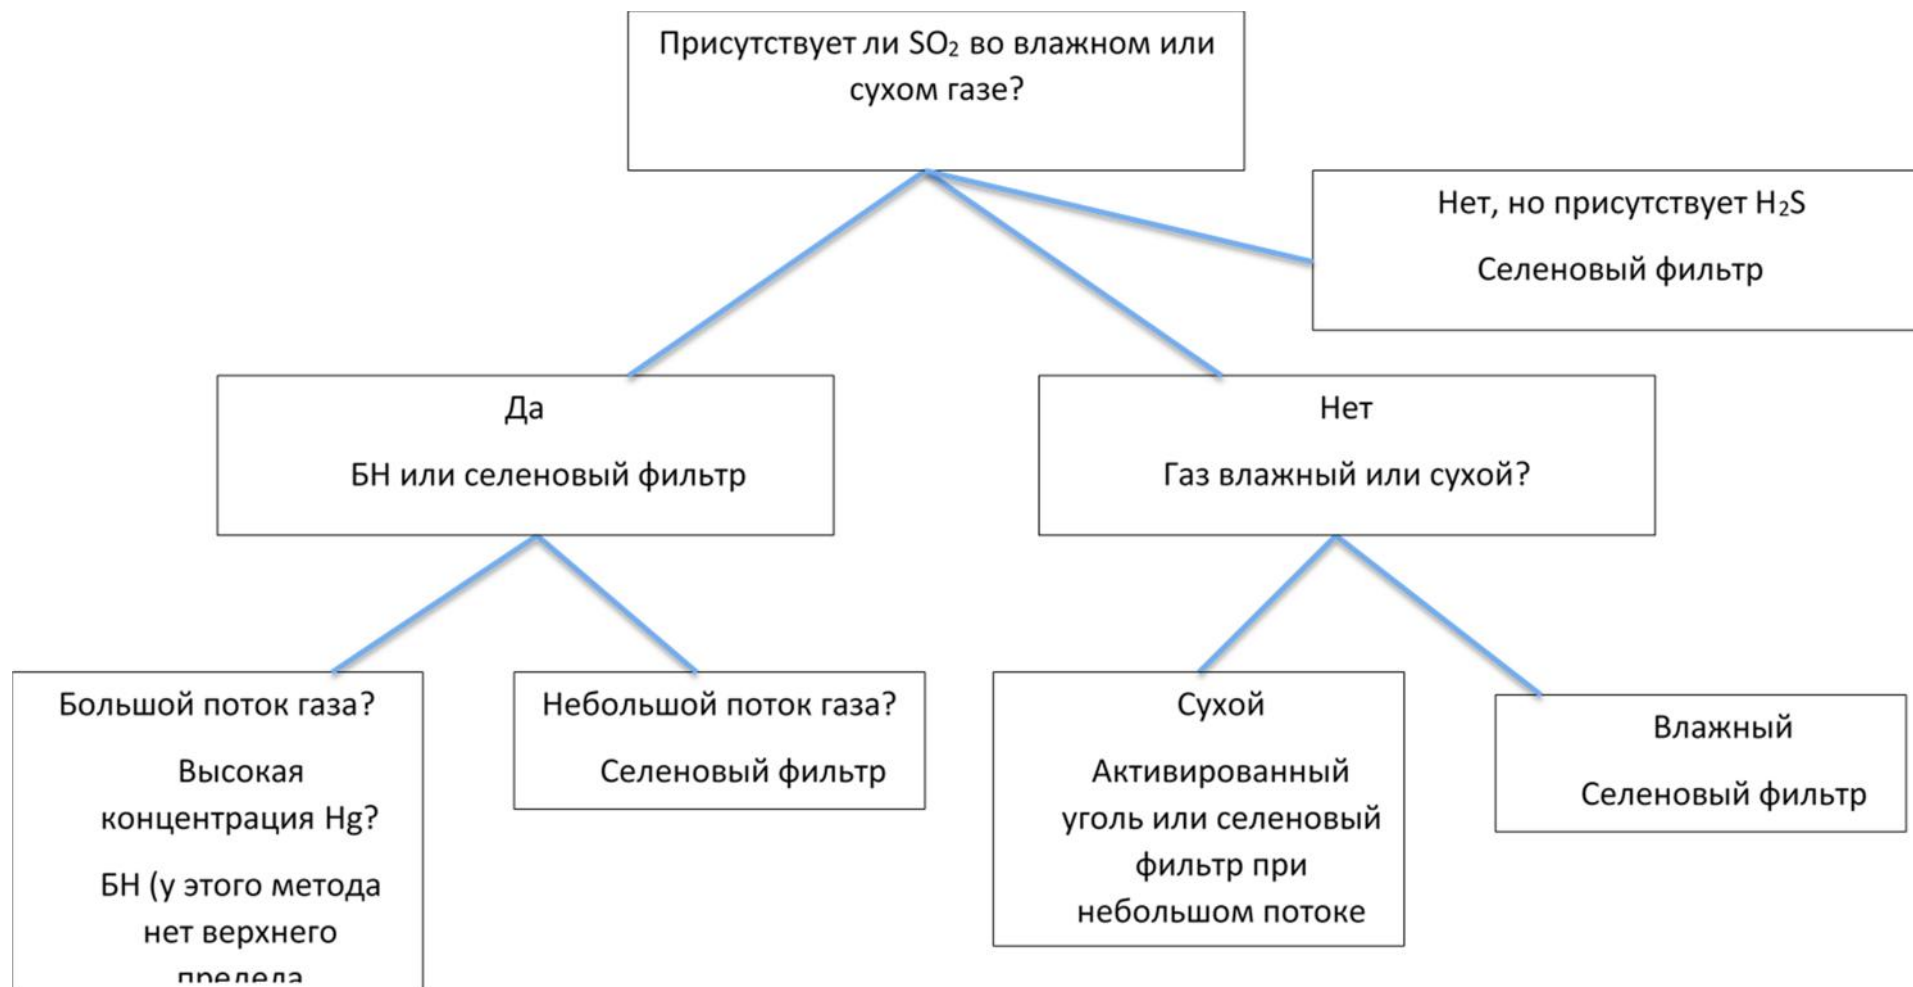 Присутствует ли SO₂ во влажном или
сухом газе?
Нет, но присутствует H₂S
Селеновый фильтр
Да
БН или селеновый фильтр
Нет
Газ влажный или сухой?
Большой поток газа?
Высокая
концентрация Hg?
БН (у этого метода
нет верхнего
предела
Небольшой поток газа?
Селеновый фильтр
Сухой
Активированный
уголь или селеновый
фильтр при
небольшом потоке
Влажный
Селеновый фильтр